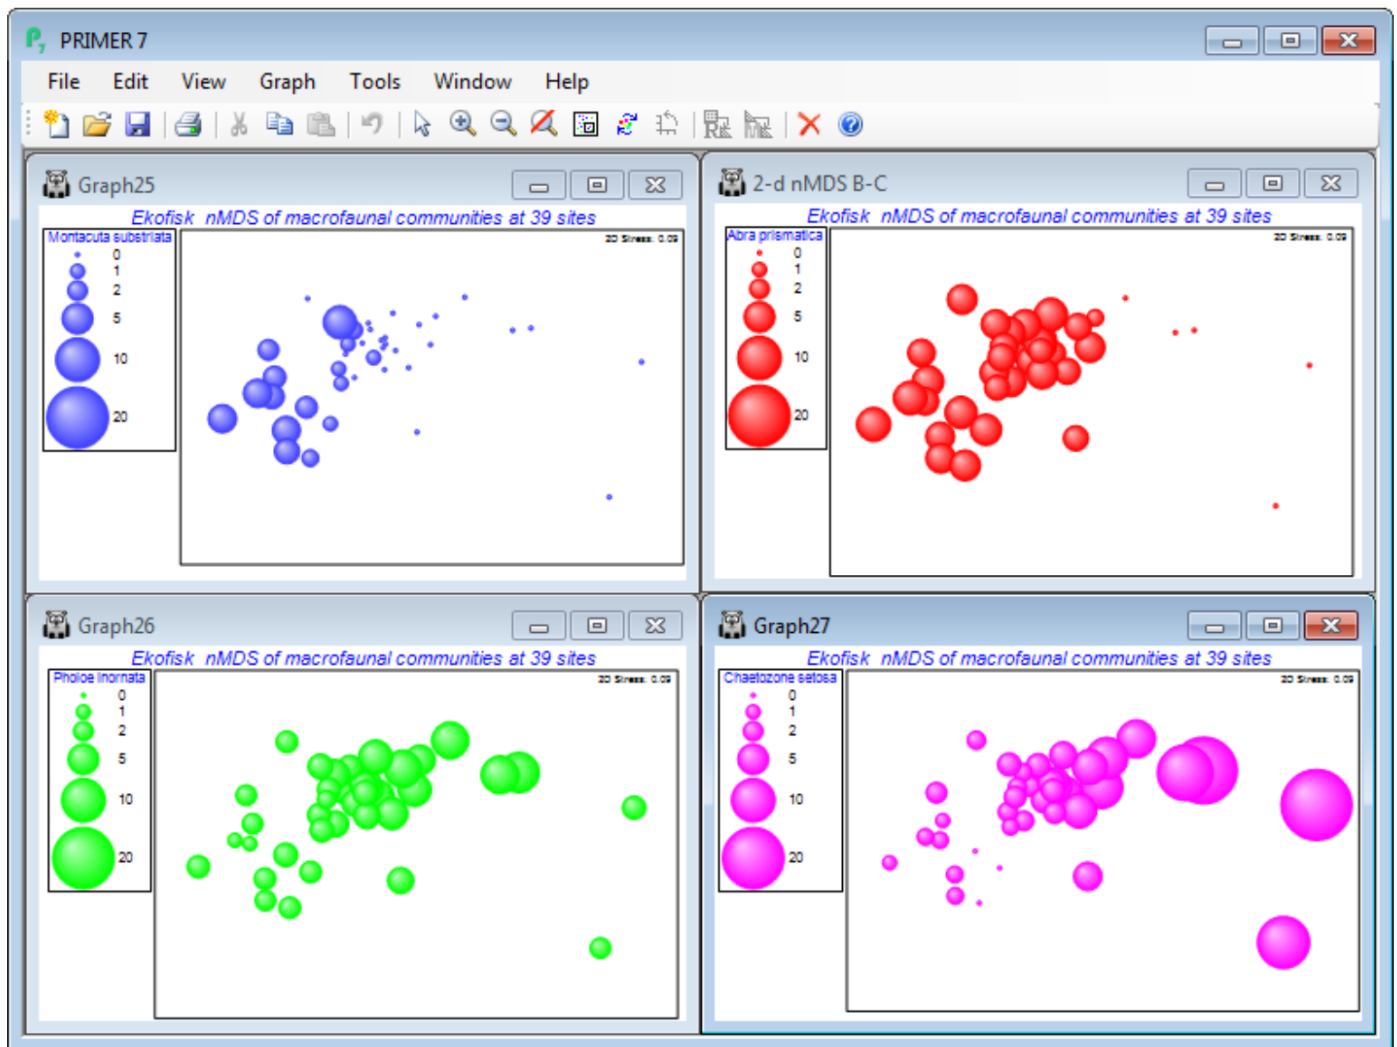 PRIMER 7
File Edit View Graph Tools Window Help
Graph25
Ekofisk nMDS of macrofaunal communities at 39 sites
Montacuta substriata
0
1
2
5
10
20
2D Stress: 0.09
2-d nMDS B-C
Ekofisk nMDS of macrofaunal communities at 39 sites
Abra prismatica
0
1
2
5
10
20
2D Stress: 0.09
Graph26
Ekofisk nMDS of macrofaunal communities at 39 sites
Pholoe inornata
0
1
2
5
10
20
2D Stress: 0.09
Graph27
Ekofisk nMDS of macrofaunal communities at 39 sites
Chaetozone setosa
0
1
2
5
10
20
2D Stress: 0.09